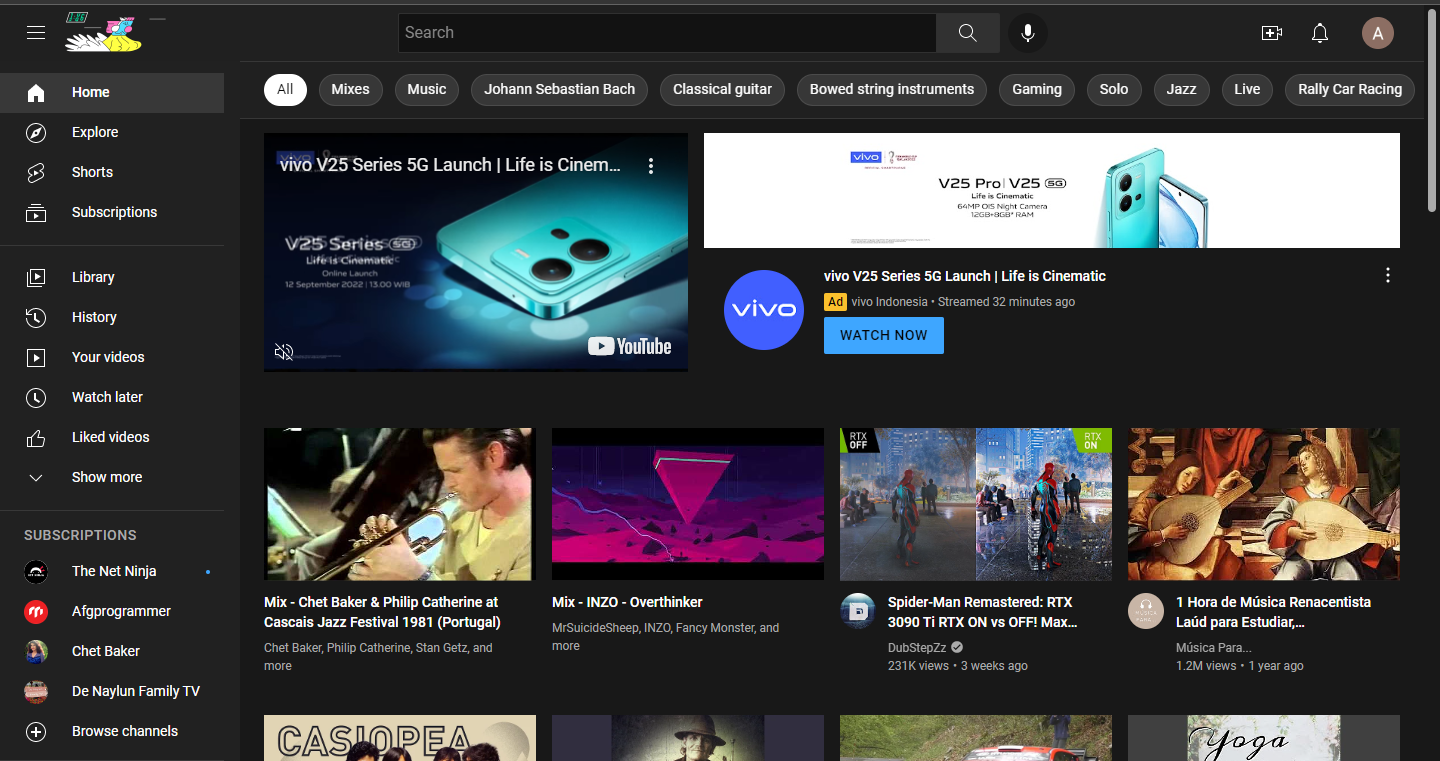 Search
A
Home
Explore
Shorts
Subscriptions
Library
History
Your videos
Watch later
Liked videos
Show more
SUBSCRIPTIONS
The Net Ninja
Afgprogrammer
Chet Baker
De Naylun Family TV
Browse channels
All
Mixes
Music
Johann Sebastian Bach
Classical guitar
Bowed string instruments
Gaming
Solo
Jazz
Live
Rally Car Racing
vivo V25 Series 5G Launch | Life is Cinem...
V25 Series 5G
Life is Cinematic
Online Launch
12 September 2022 | 13.00 WIB
YouTube
vivo
V25 Pro | V25 5G
Life is Cinematic
64MP OIS Night Camera
12GB+8GB* RAM
vivo
vivo V25 Series 5G Launch | Life is Cinematic
Ad vivo Indonesia • Streamed 32 minutes ago
WATCH NOW
RTX OFF
RTX ON
Mix - Chet Baker & Philip Catherine at
Cascais Jazz Festival 1981 (Portugal)
Chet Baker, Philip Catherine, Stan Getz, and
more
Mix - INZO - Overthinker
MrSuicideSheep, INZO, Fancy Monster, and
more
Spider-Man Remastered: RTX
3090 Ti RTX ON vs OFF! Max...
DubStepZz
231K views • 3 weeks ago
1 Hora de Música Renacentista
Laúd para Estudiar,...
Música Para...
1.2M views • 1 year ago
CASIOPEA
Yoga